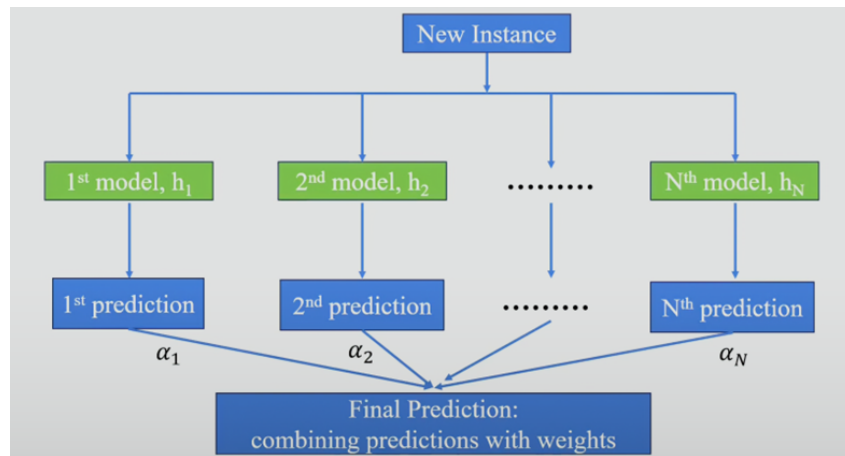 New Instance
1st model, h1
2nd model, h2
.........
Nth model, hN
1st prediction
2nd prediction
.........
Nth prediction
α1
α2
αN
Final Prediction:
combining predictions with weights